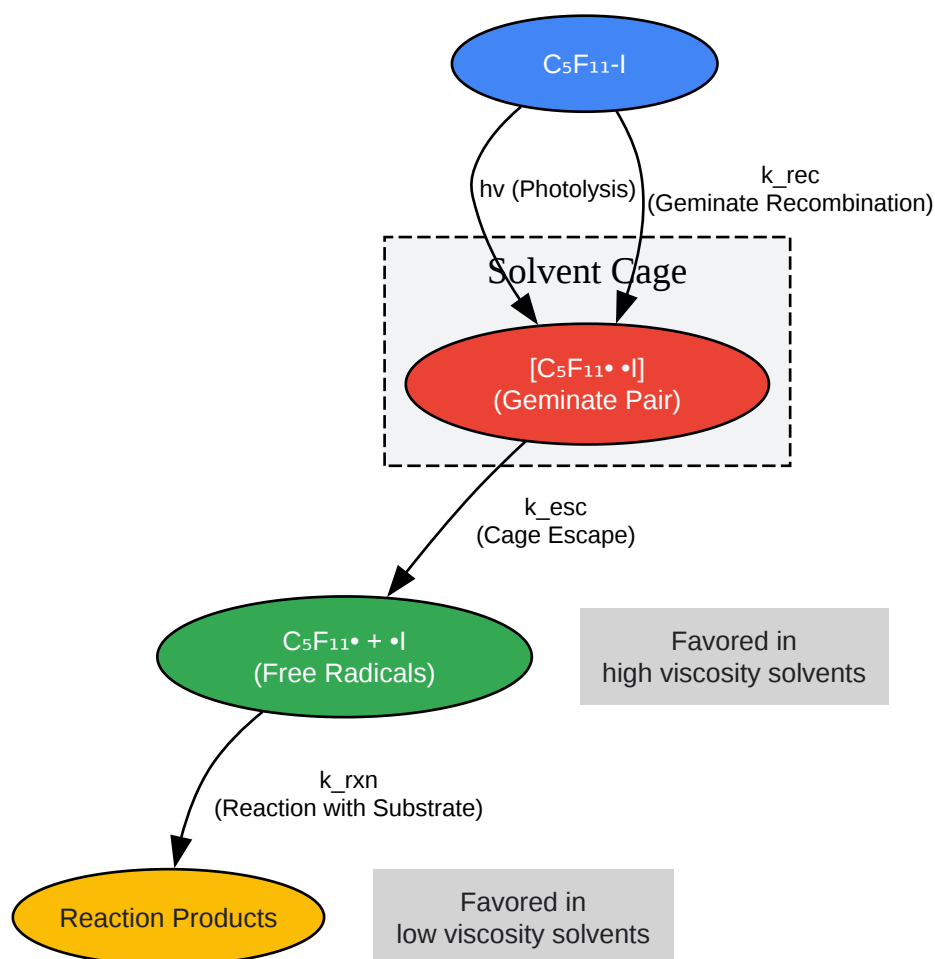 C₅F₁₁-I
hv (Photolysis)
k_rec
(Geminate Recombination)
Solvent Cage
[C₅F₁₁• •I]
(Geminate Pair)
k_esc
(Cage Escape)
C₅F₁₁• + •I
(Free Radicals)
Favored in
high viscosity solvents
k_rxn
(Reaction with Substrate)
Reaction Products
Favored in
low viscosity solvents